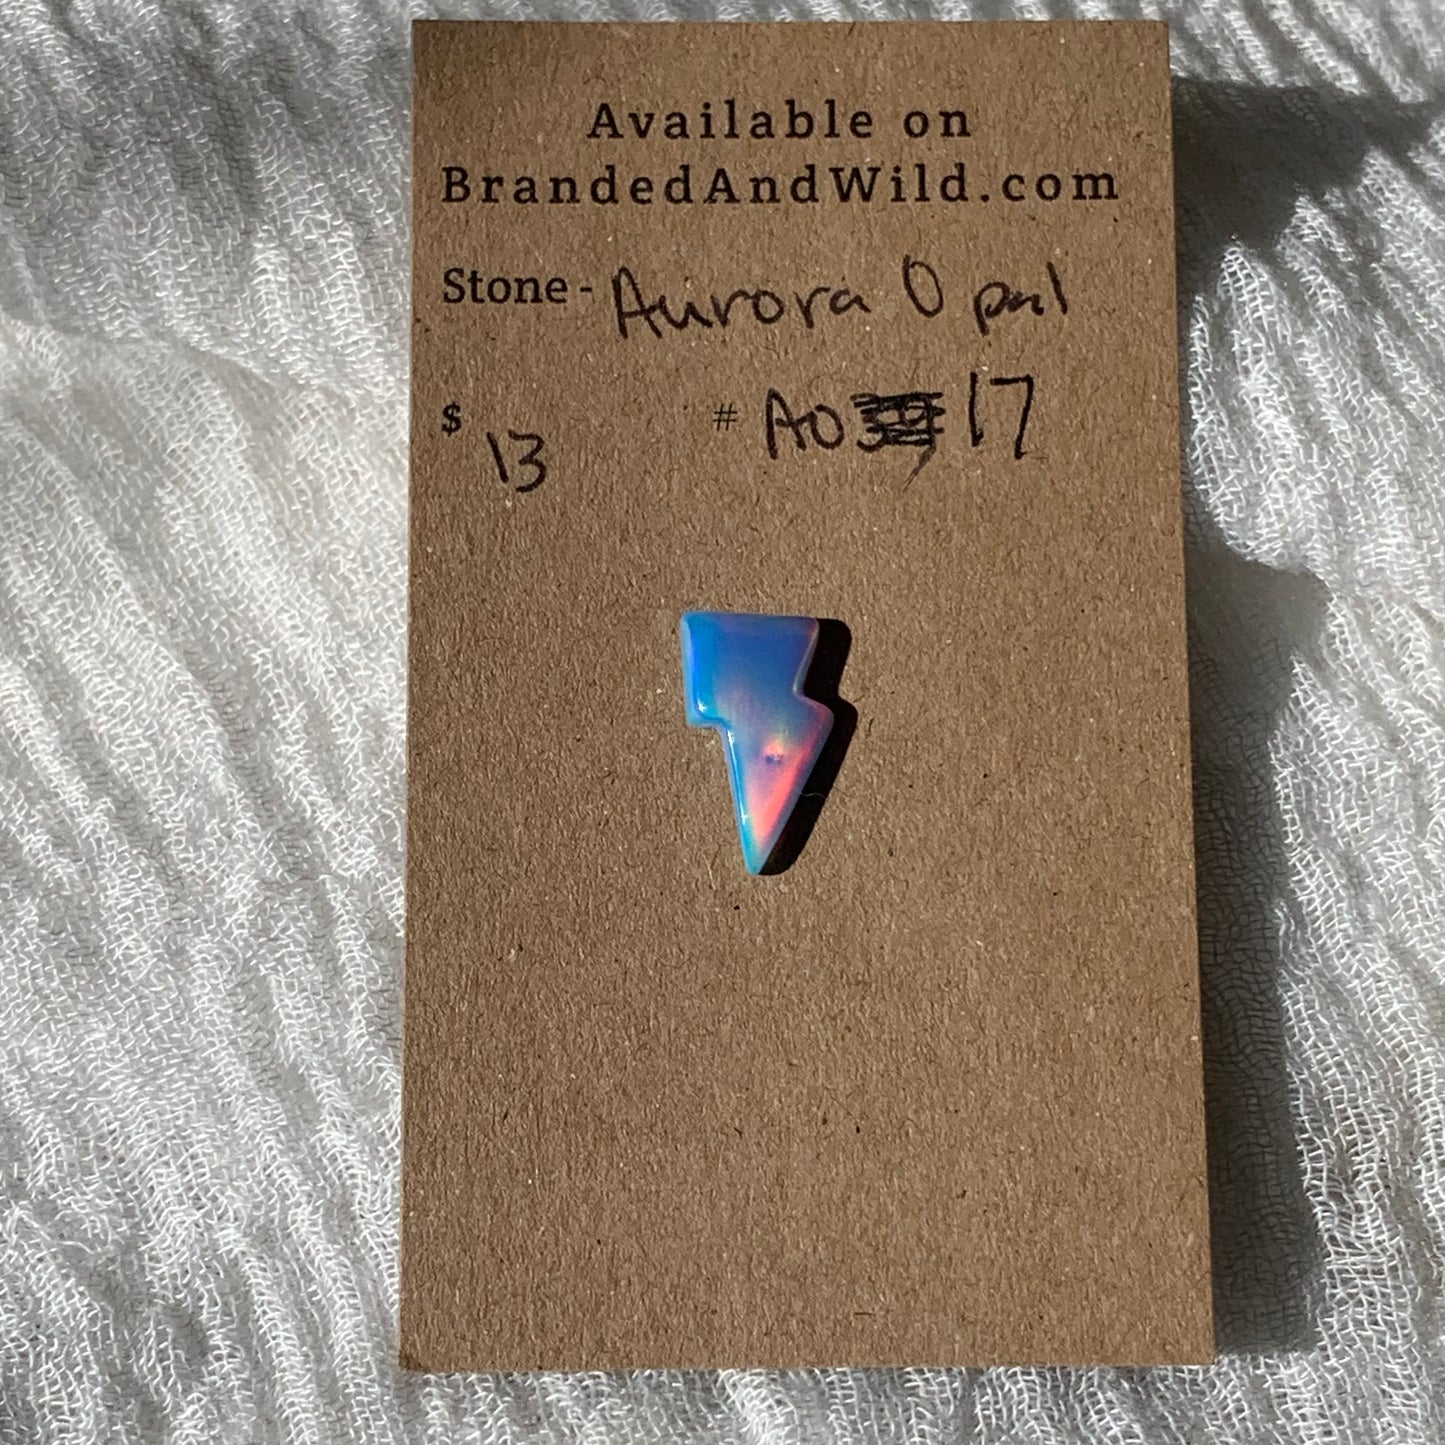 Available on
BrandedAndWild.com
Stone - Aurora Opal
$ 13 # AO 17